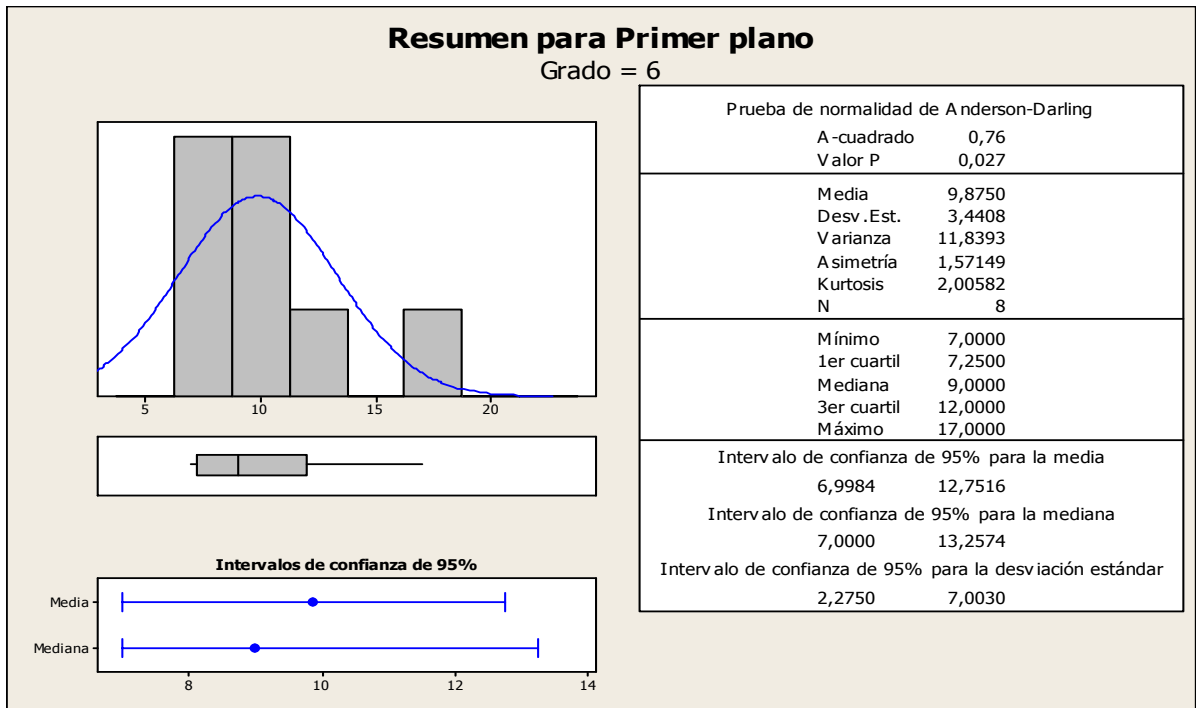 Resumen para Primer plano
Grado = 6
5 10 15 20
Intervalos de confianza de 95%
Media
Mediana
8 10 12 14
Prueba de normalidad de Anderson-Darling
A-cuadrado 0,76
Valor P 0,027
Media 9,8750
Desv.Est. 3,4408
Varianza 11,8393
Asimetría 1,57149
Kurtosis 2,00582
N 8
Mínimo 7,0000
1er cuartil 7,2500
Mediana 9,0000
3er cuartil 12,0000
Máximo 17,0000
Intervalo de confianza de 95% para la media
6,9984 12,7516
Intervalo de confianza de 95% para la mediana
7,0000 13,2574
Intervalo de confianza de 95% para la desviación estándar
2,2750 7,0030